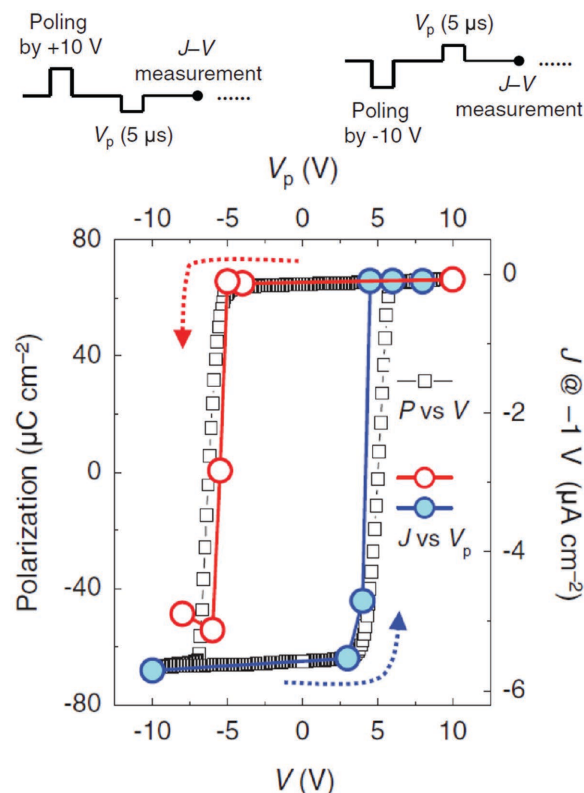 Poling
by +10 V
J–V
measurement
......
Vp (5 µs)
Vp (5 µs)
......
J–V
measurement
Poling
by -10 V
Vp (V)
-10 -5 0 5 10
80
40
0
-40
-80
Polarization (µC cm–2)
P vs V
J vs Vp
0
-2
-4
-6
J @ –1 V (µA cm–2)
-10 -5 0 5 10
V (V)